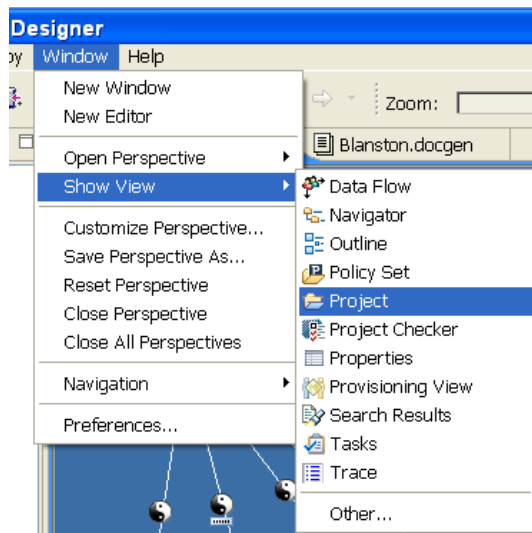 Designer
oy Window Help
New Window
New Editor
Zoom:
Blanston.docgen
Open Perspective
Show View
Customize Perspective...
Save Perspective As...
Reset Perspective
Close Perspective
Close All Perspectives
Navigation
Preferences...
Data Flow
Navigator
Outline
Policy Set
Project
Project Checker
Properties
Provisioning View
Search Results
Tasks
Trace
Other...